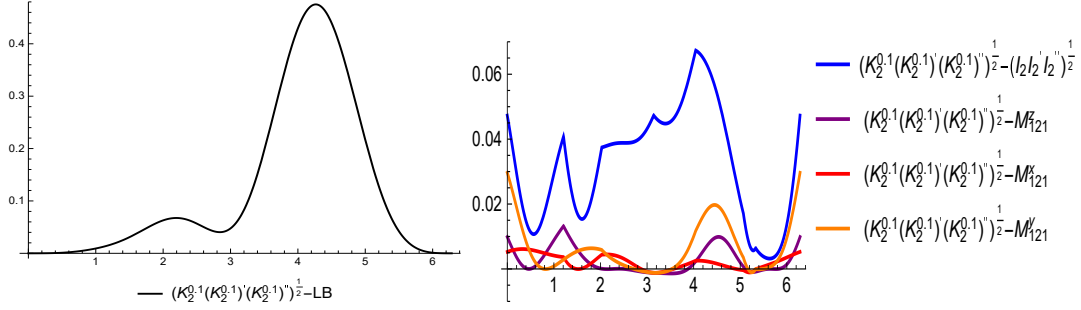 0.4
0.3
0.2
0.1
1 2 3 4 5 6
(K_2^{0.1}(K_2^{0.1})'(K_2^{0.1})'')^{1/2}−LB
0.06
0.04
0.02
1 2 3 4 5 6
(K_2^{0.1}(K_2^{0.1})'(K_2^{0.1})'')^{1/2}−(I_2I_2'I_2'')^{1/2}
(K_2^{0.1}(K_2^{0.1})'(K_2^{0.1})'')^{1/2}−M_{121}^z
(K_2^{0.1}(K_2^{0.1})'(K_2^{0.1})'')^{1/2}−M_{121}^x
(K_2^{0.1}(K_2^{0.1})'(K_2^{0.1})'')^{1/2}−M_{121}^y